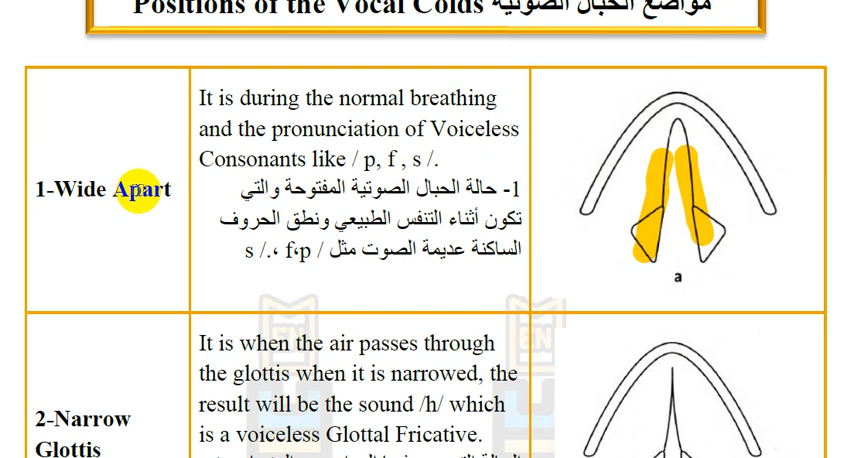 Positions of the Vocal Colds مواضع الحبال الصوتية
1-Wide Apart
It is during the normal breathing
and the pronunciation of Voiceless
Consonants like / p, f , s /.
1- حالة الحبال الصوتية المفتوحة والتي
تكون أثناء التنفس الطبيعي ونطق الحروف
الساكنة عديمة الصوت مثل / p، f ،s /.
a
2-Narrow
Glottis
It is when the air passes through
the glottis when it is narrowed, the
result will be the sound /h/ which
is a voiceless Glottal Fricative.
EN
EN